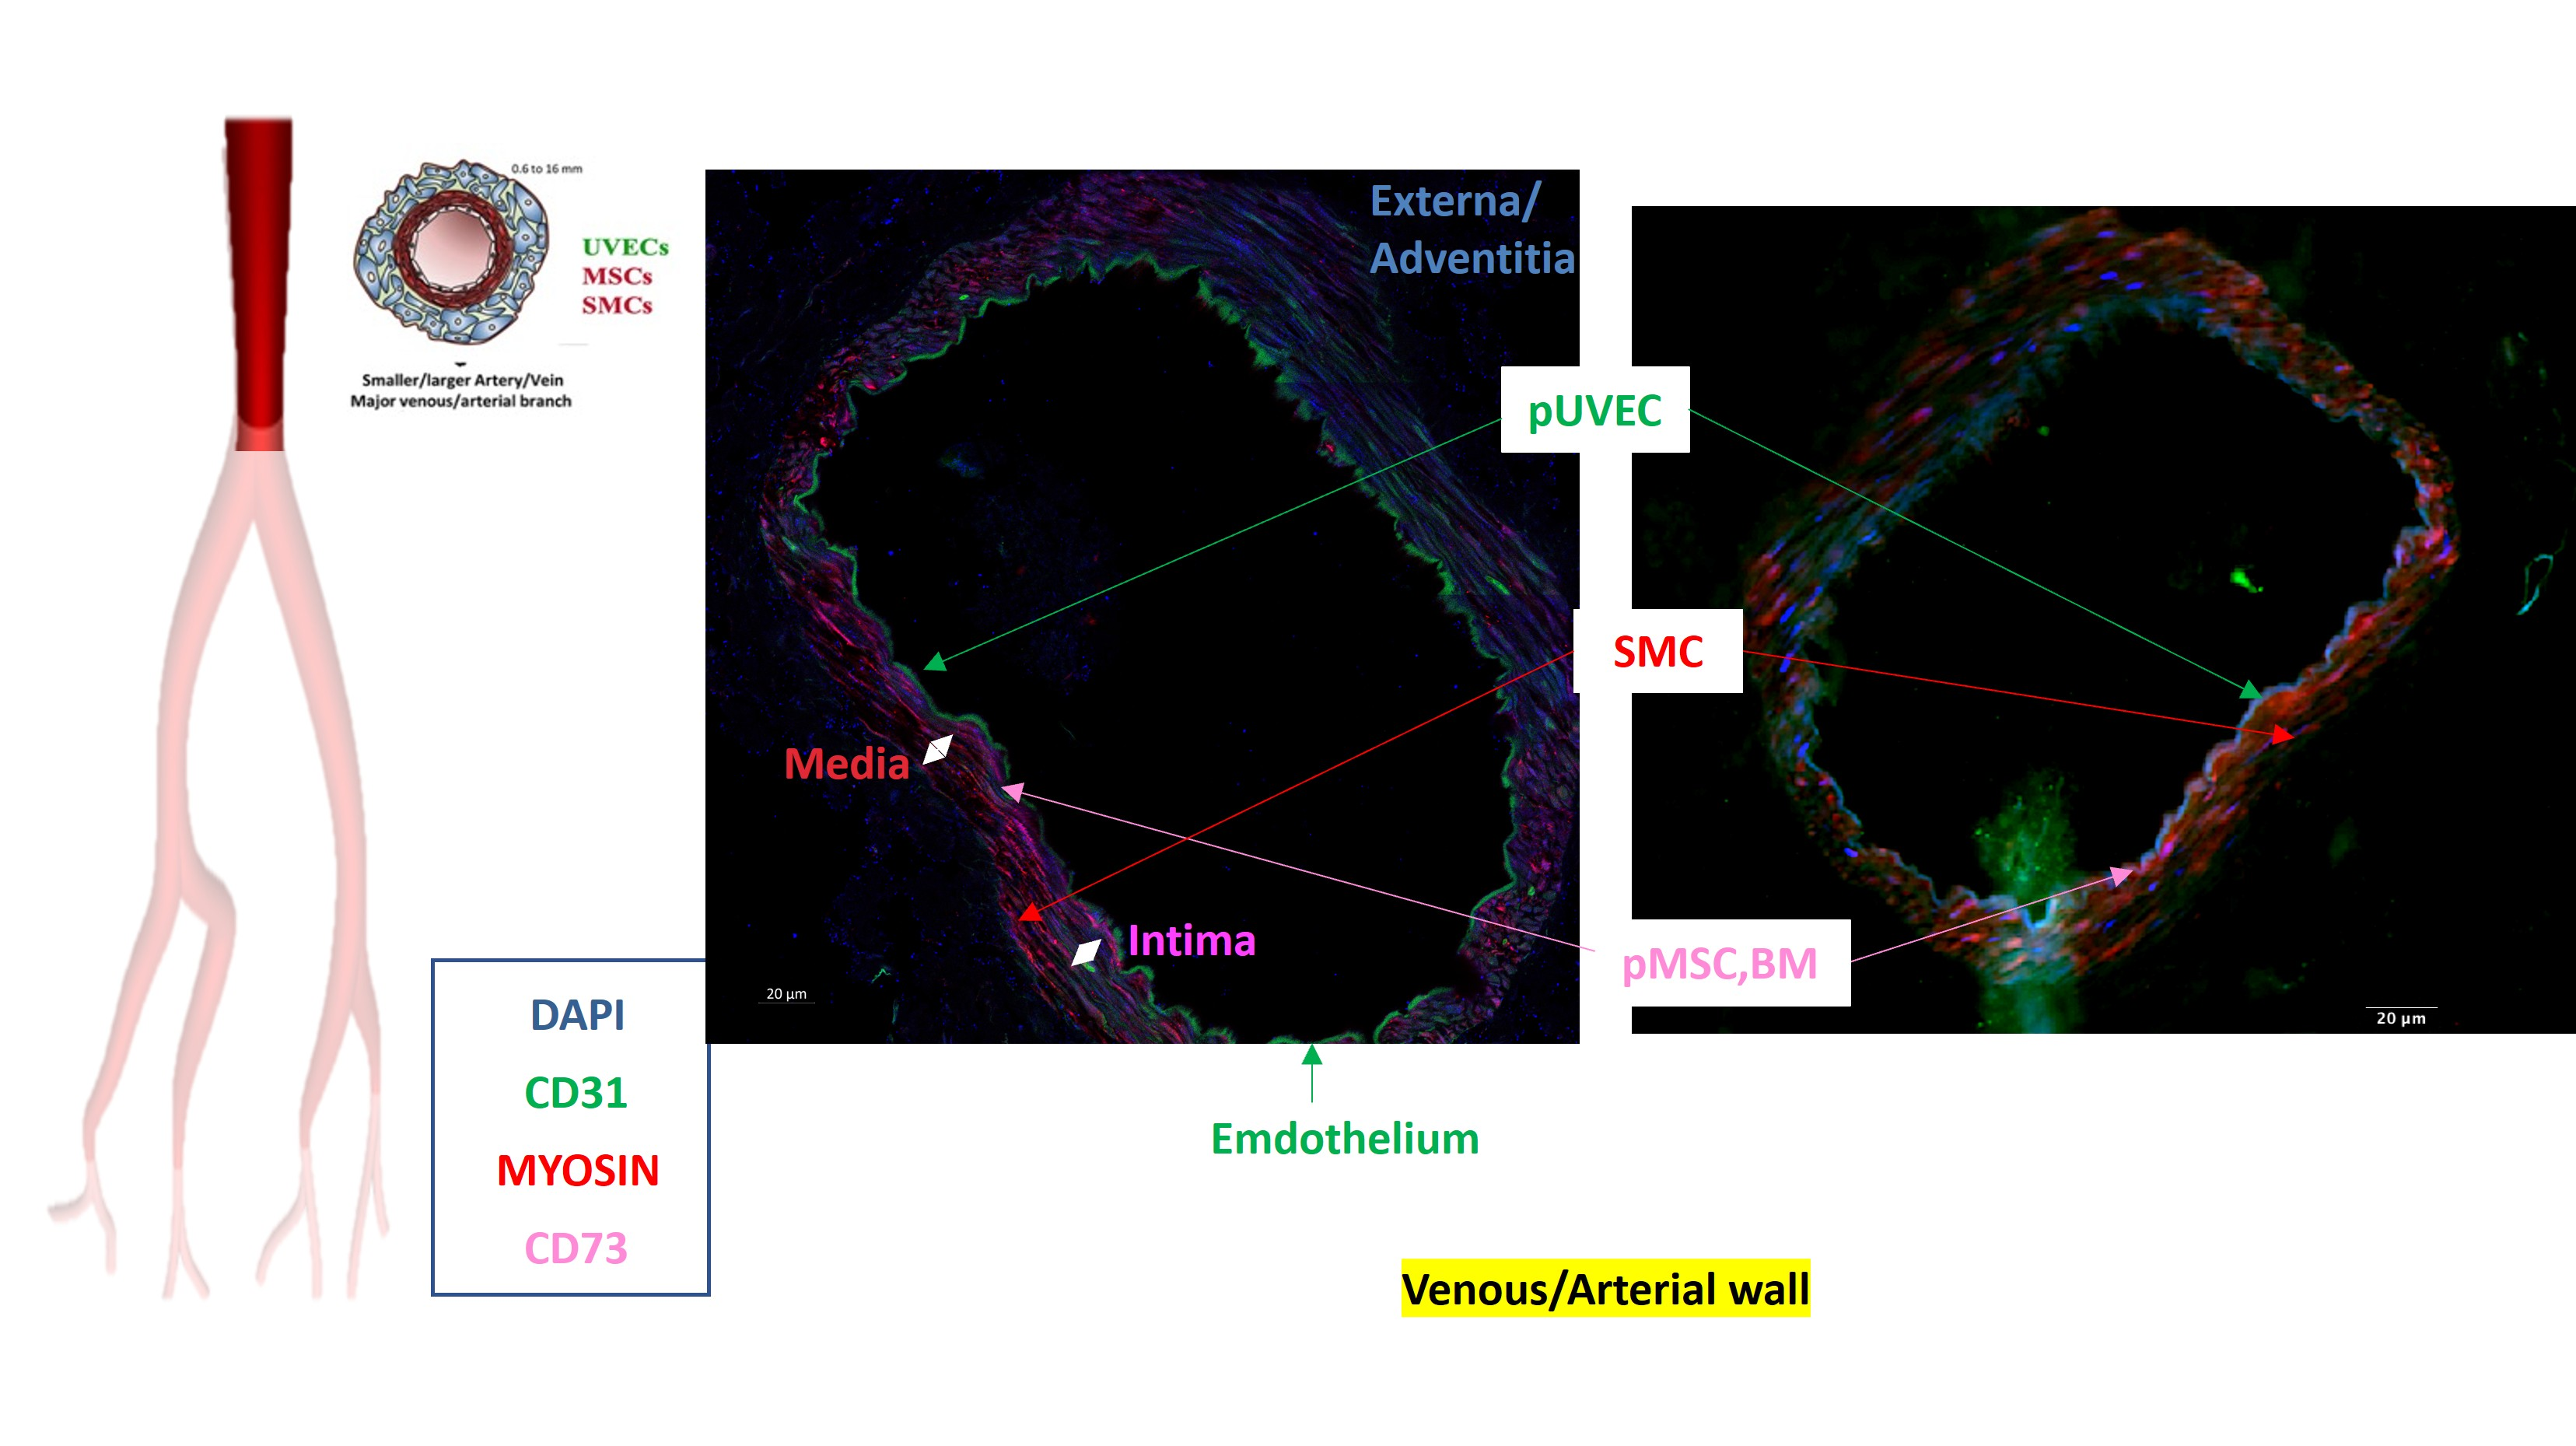 0.6 to 16 mm
UVECs
MSCs
SMCs
Smaller/larger Artery/Vein
Major venous/arterial branch
Externa/
Adventitia
pUVEC
SMC
Media
Intima
pMSC,BM
20 μm
20 μm
DAPI
CD31
MYOSIN
CD73
Emdothelium
Venous/Arterial wall